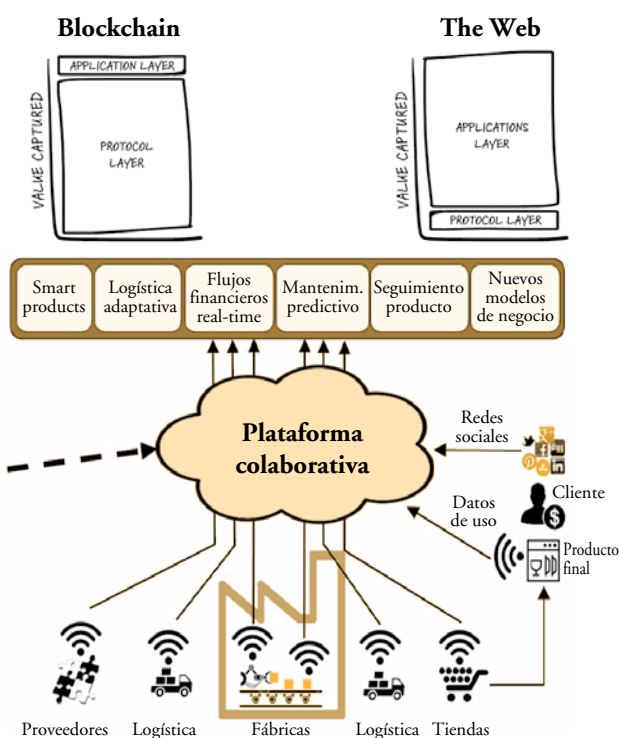 Blockchain
The Web
VALUE CAPTURED
APPLICATION LAYER
PROTOCOL
LAYER
VALUE CAPTURED
APPLICATIONS
LAYER
PROTOCOL LAYER
Smart
products
Logística
adaptativa
Flujos
financieros
real-time
Mantenim.
predictivo
Seguimiento
producto
Nuevos
modelos
de negocio
Plataforma
colaborativa
Redes
sociales
Cliente
Datos
de uso
Producto
final
Proveedores
Logística
Fábricas
Logística
Tiendas